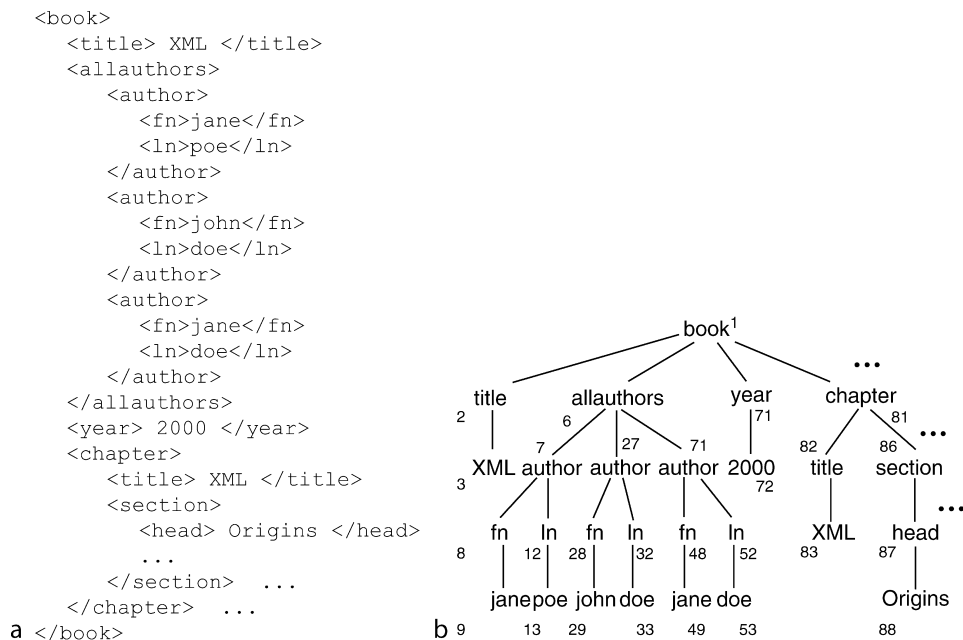 <book>
<title> XML </title>
<allauthors>
<author>
<fn>jane</fn>
<ln>poe</ln>
</author>
<author>
<fn>john</fn>
<ln>doe</ln>
</author>
<author>
<fn>jane</fn>
<ln>doe</ln>
</author>
</allauthors>
<year> 2000 </year>
<chapter>
<title> XML </title>
<section>
<head> Origins </head>
...
</section> ...
</chapter> ...
</book>
a
book1
...
title allauthors year chapter
2 6 71 81
7 27 71 82 86 ...
XML author author author 2000 title section
3 72
...
fn ln fn ln fn ln XML head
8 12 28 32 48 52 83 87
jane poe john doe jane doe Origins
b 9 13 29 33 49 53 88